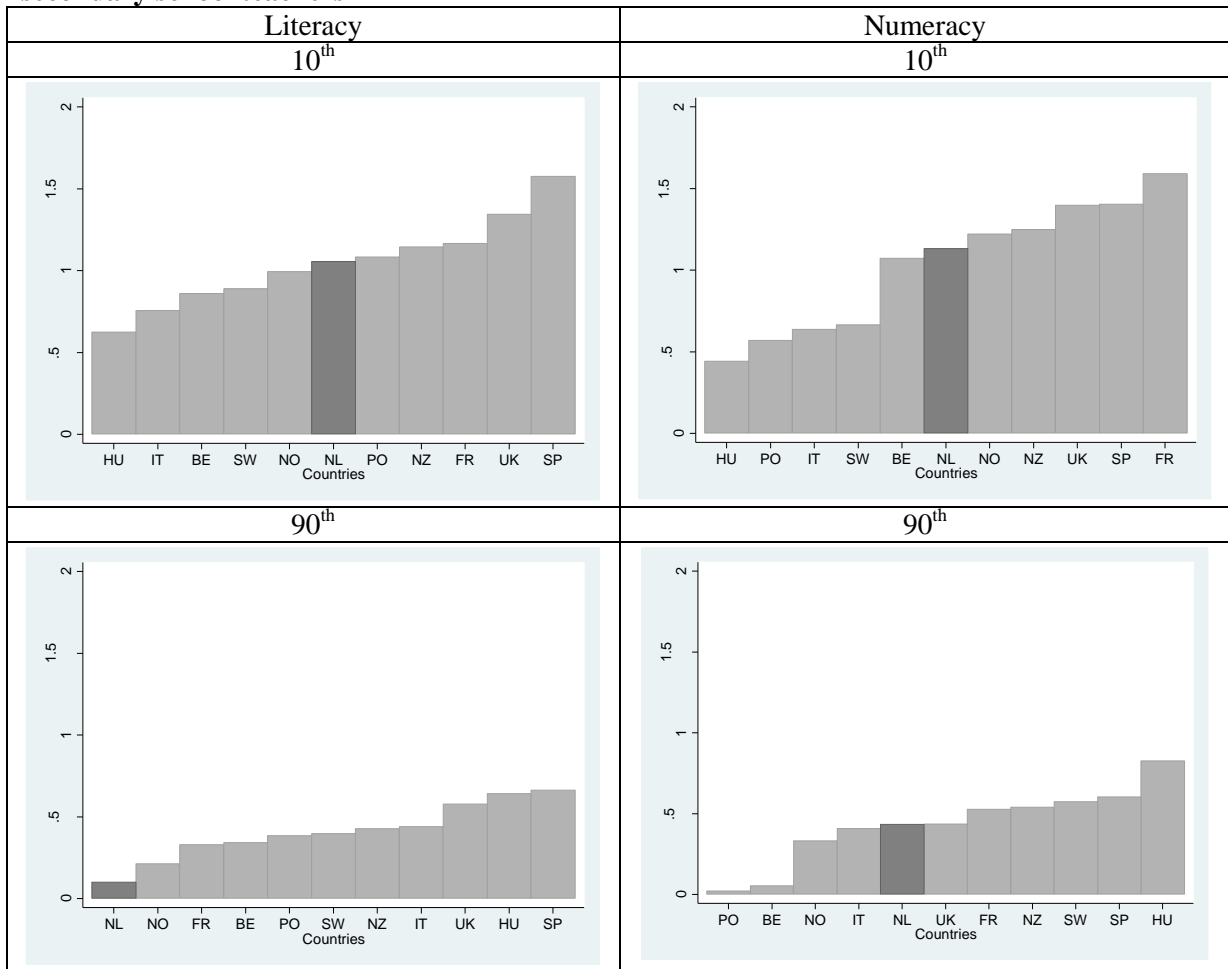 secondary school teachers
Literacy Numeracy
10th 10th
2
1.5
1
.5
0
HU IT BE SW NO NL PO NZ FR UK SP
Countries
2
1.5
1
.5
0
HU PO IT SW BE NL NO NZ UK SP FR
Countries
90th 90th
2
1.5
1
.5
0
NL NO FR BE PO SW NZ IT UK HU SP
Countries
2
1.5
1
.5
0
PO BE NO IT NL UK FR NZ SW SP HU
Countries